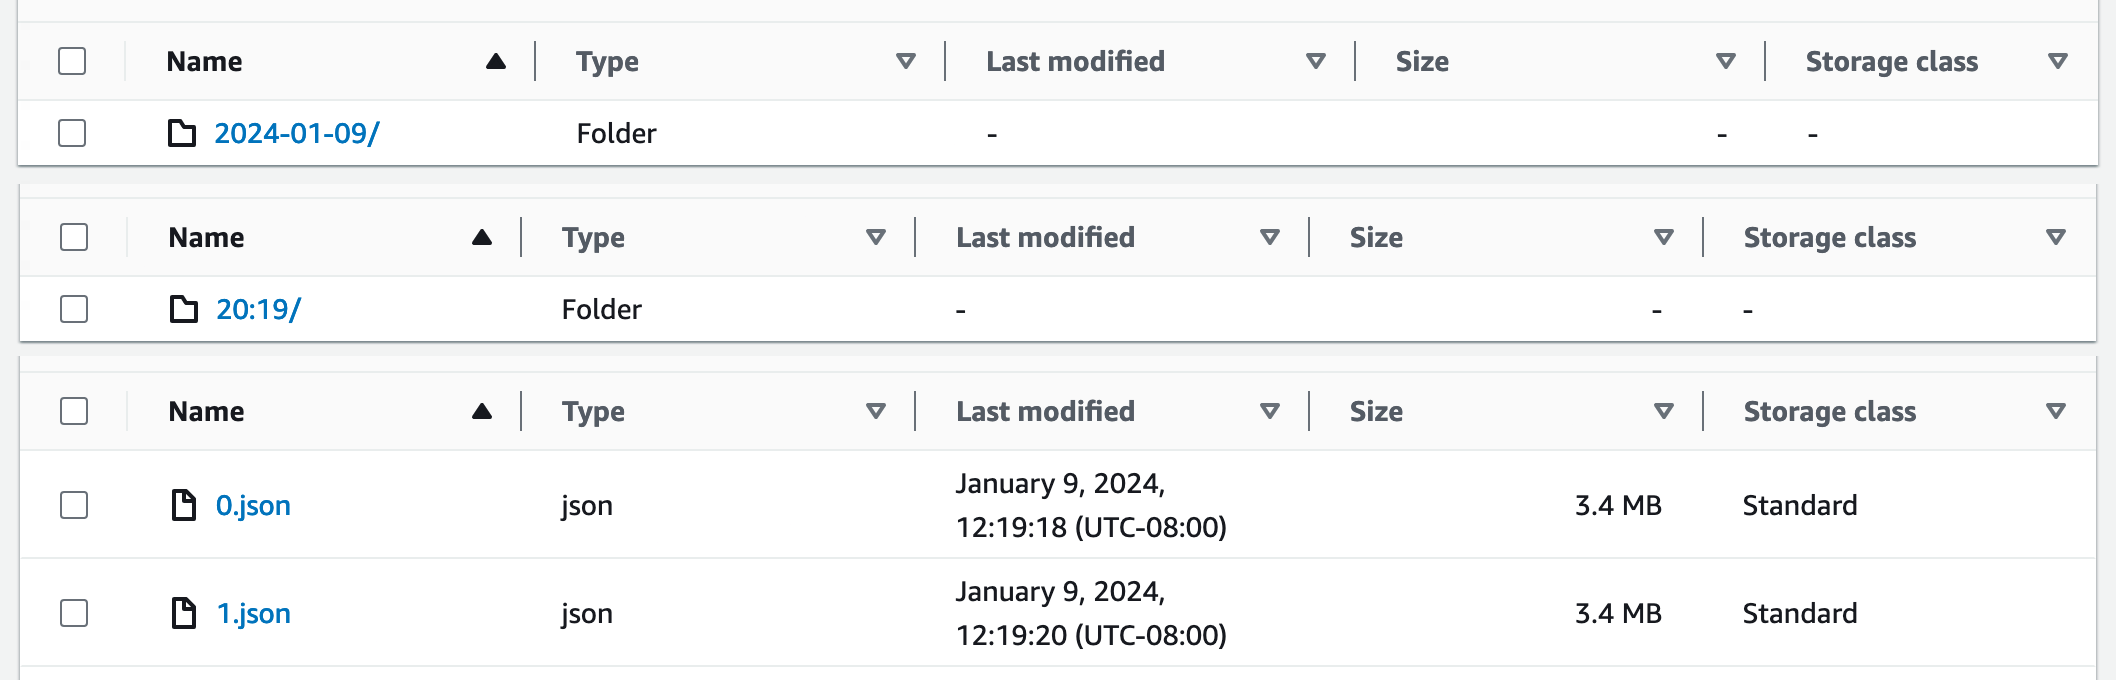 Name Type Last modified Size Storage class
2024-01-09/ Folder - - -
Name Type Last modified Size Storage class
20:19/ Folder - - -
Name Type Last modified Size Storage class
0.json json January 9, 2024, 3.4 MB Standard
12:19:18 (UTC-08:00)
1.json json January 9, 2024, 3.4 MB Standard
12:19:20 (UTC-08:00)